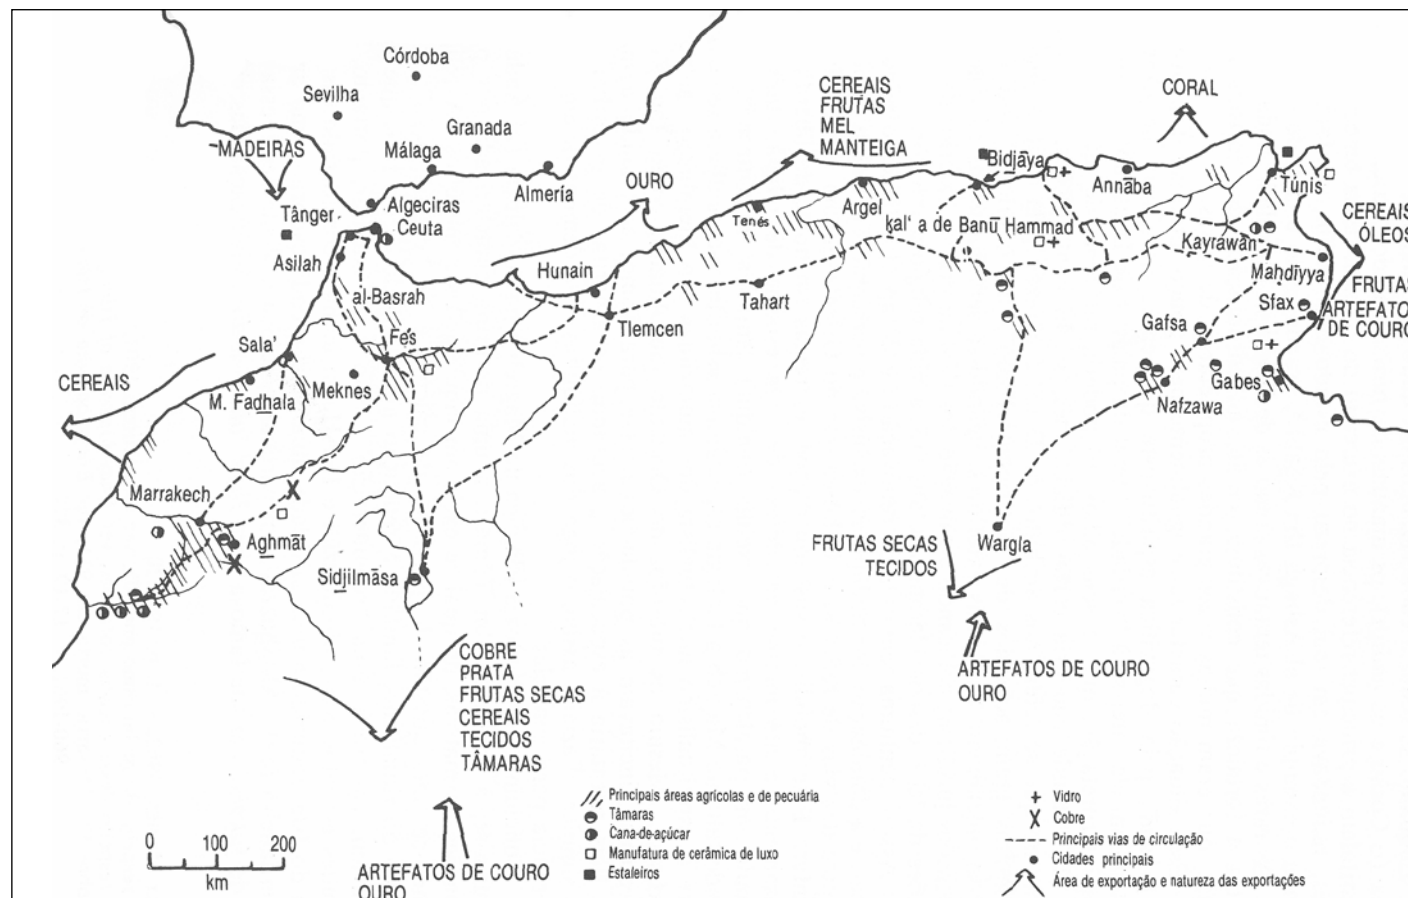 Córdoba
Sevilha
Granada
Málaga
Almería
MADEIRAS
Tânger
Algeciras
Ceuta
Asilah
al-Basrah
Fés
Sala'
Meknes
M. Fadhala
CEREAIS
Marrakech
Aghmāt
Sidjilmāsa
OURO
Hunain
Tlemcen
Tahart
Tenés
CEREAIS
FRUTAS
MEL
MANTEIGA
Argel
Bidjāya
kal' a de Banū Hammad
CORAL
Annāba
Túnis
Kayrawān
CEREAIS
ÓLEOS
Mahdīyya
Sfax
FRUTAS
ARTEFATO
DE COURO
Gafsa
Gabes
Nafzawa
Wargla
FRUTAS SECAS
TECIDOS
ARTEFATOS DE COURO
OURO
COBRE
PRATA
FRUTAS SECAS
CEREAIS
TECIDOS
TÂMARAS
ARTEFATOS DE COURO
OURO
0 100 200
km
Principais áreas agrícolas e de pecuária
Tâmaras
Cana-de-açúcar
Manufatura de cerâmica de luxo
Estaleiros
Vidro
Cobre
Principais vias de circulação
Cidades principais
Área de exportação e natureza das exportações